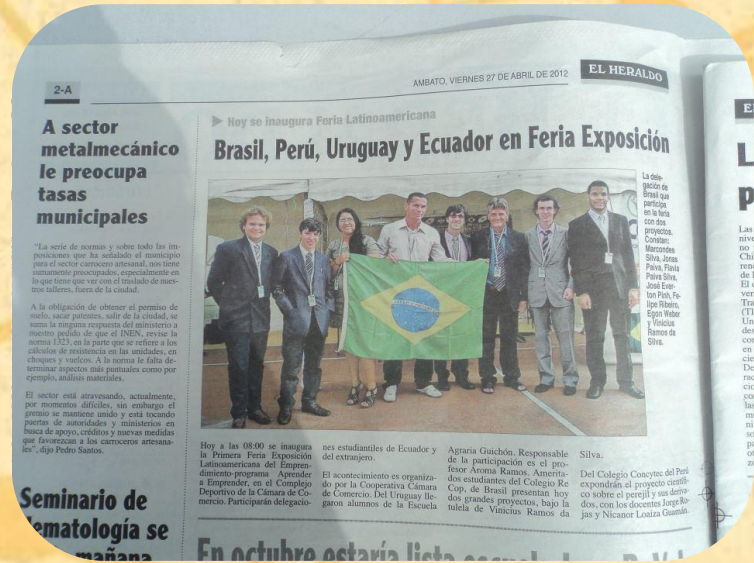 2-A
AMBATO, VIERNES 27 DE ABRIL DE 2012
EL HERALDO
A sector
metalmecánico
le preocupa
tasas
municipales
"La serie de normas y sobre todo las im-
posiciones que ha señalado el municipio
para el sector carrocero artesanal, nos tiene
sumamente preocupados, especialmente en
lo que tiene que ver con el traslado de nues-
tros talleres, fuera de la ciudad.
A la obligación de obtener el permiso de
suelo, sacar patentes, salir de la ciudad, se
suma la ninguna respuesta del ministerio a
nuestro pedido de que el INEN, revise la
norma 1323, en la parte que se refiere a los
cálculos de resistencia en las unidades, en
choques y vuelcos. A la norma le falta de-
terminar aspectos más puntuales como por
ejemplo, análisis materiales.
El sector está atravesando, actualmente,
por momentos difíciles, sin embargo el
gremio se mantiene unido y está tocando
puertas de autoridades y ministerios en
busca de apoyo, créditos y nuevas medidas
que favorezcan a los carroceros artesana-
les", dijo Pedro Santos.
Seminario de
ematología se
mañana
Hoy se inaugura Feria Latinoamericana
Brasil, Perú, Uruguay y Ecuador en Feria Exposición
La dele-
gación de
Brasil que
participa
en la feria
con dos
proyectos.
Constan:
Marcondes
Silva, Jonas
Paiva, Flavia
Paiva Silva,
José Ever-
ton Pinh, Fe-
lipe Ribeiro,
Egon Weber
y Vinicius
Ramos da
Silva.
Hoy a las 08:00 se inaugura
la Primera Feria Exposición
Latinoamericana del Empren-
dimiento-programa Aprender
a Emprender, en el Complejo
Deportivo de la Cámara de Co-
mercio. Participarán delegacio-
nes estudiantiles de Ecuador y
del extranjero.
El acontecimiento es organiza-
do por la Cooperativa Cámara
de Comercio. Del Uruguay lle-
garon alumnos de la Escuela
Agraria Guichón. Responsable
de la participación es el pro-
fesor Aroma Ramos. Amerita-
dos estudiantes del Colegio Re
Cop, de Brasil presentan hoy
dos grandes proyectos, bajo la
tulela de Vinicius Ramos da
Silva.
Del Colegio Concytec del Perú
expondrán el proyecto científi-
co sobre el perejil y sus deriva-
dos, con los docentes Jorge Ro-
jas y Nicanor Loaiza Guamán.
En octubre estaría lista